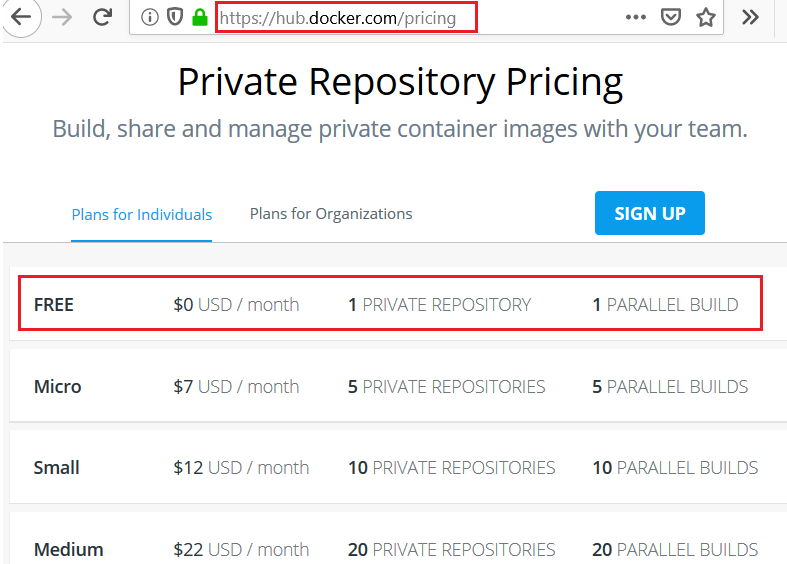 https://hub.docker.com/pricing
Private Repository Pricing
Build, share and manage private container images with your team.
Plans for Individuals Plans for Organizations SIGN UP
FREE $0 USD / month 1 PRIVATE REPOSITORY 1 PARALLEL BUILD
Micro $7 USD / month 5 PRIVATE REPOSITORIES 5 PARALLEL BUILDS
Small $12 USD / month 10 PRIVATE REPOSITORIES 10 PARALLEL BUILDS
Medium $22 USD / month 20 PRIVATE REPOSITORIES 20 PARALLEL BUILDS